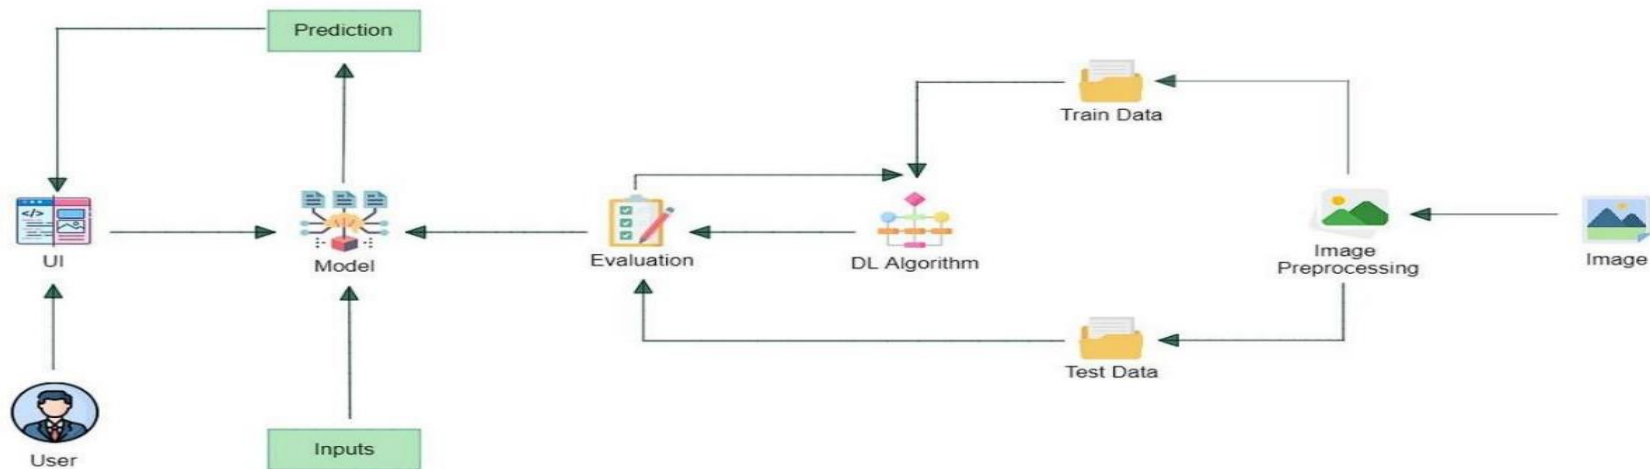 Prediction
Train Data
UI
Model
Evaluation
DL Algorithm
Image
Preprocessing
Image
Test Data
User
Inputs